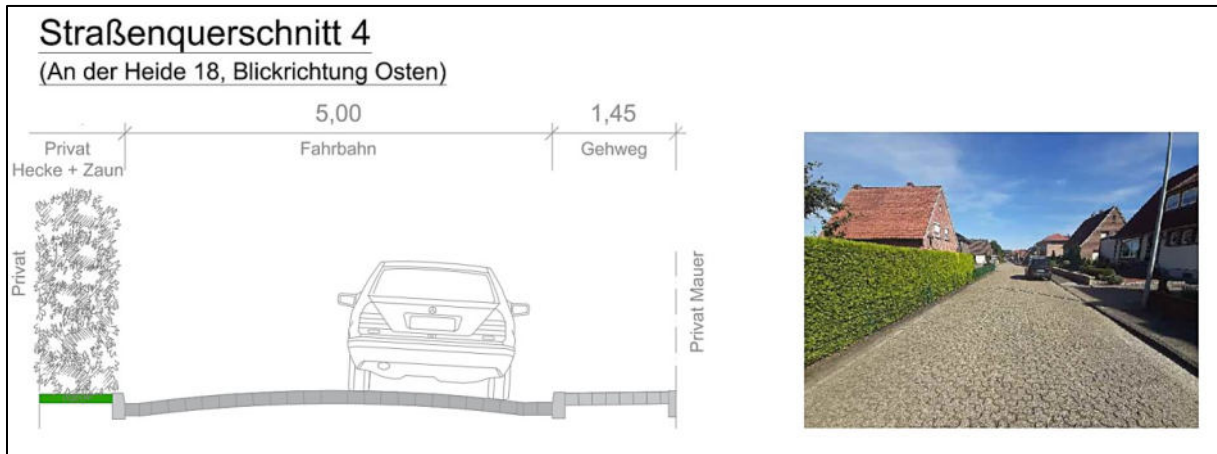 Straßenquerschnitt 4
(An der Heide 18, Blickrichtung Osten)
5,00
1,45
Privat
Hecke + Zaun
Fahrbahn
Gehweg
Privat
Privat Mauer